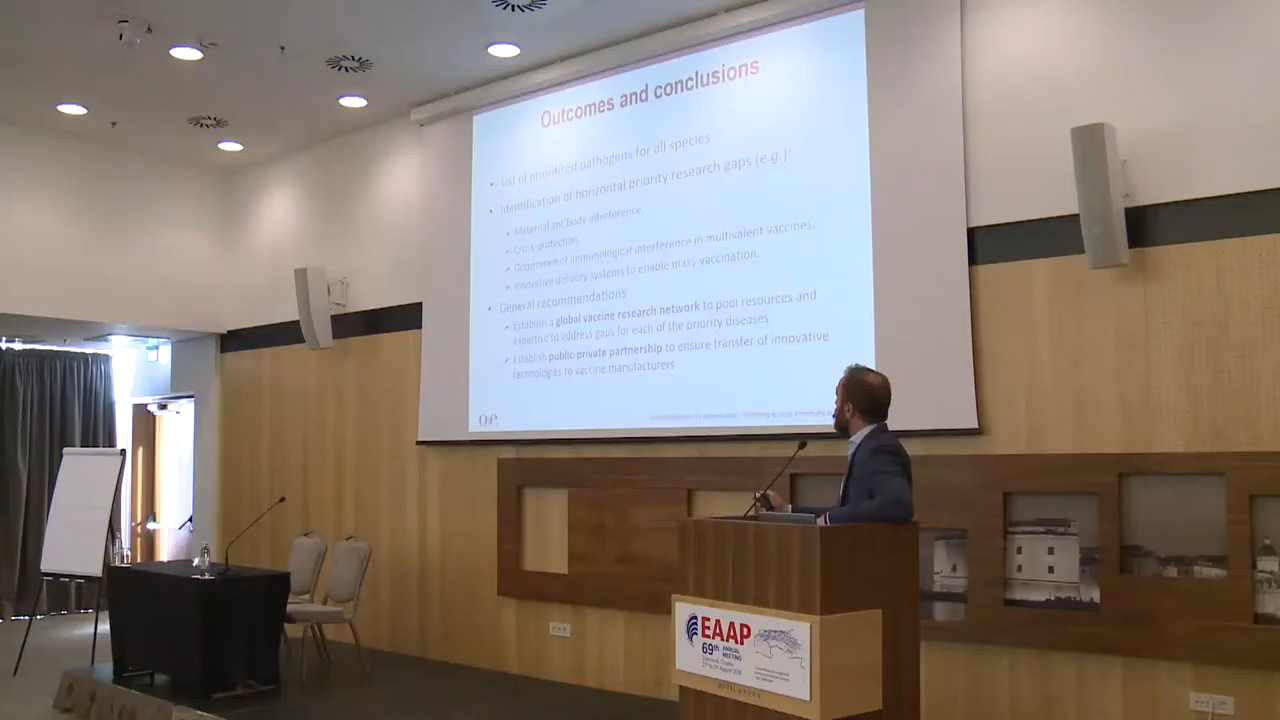 Outcomes and conclusions
• List of prioritised pathogens for all species
• Identification of horizontal priority research gaps (e.g.):
Maternal antibody interference.
Cross-protection.
Occurrence of immunological interference in multivalent vaccines.
Innovative delivery systems to enable mass-vaccination.
• General recommendations
Establish a global vaccine research network to pool resources and
expertise to address gaps for each of the priority diseases
Establish public-private partnership to ensure transfer of innovative
technologies to vaccine manufacturers
EAAP
69th ANNUAL
MEETING
Dubrovnik, Croatia
HOTEL